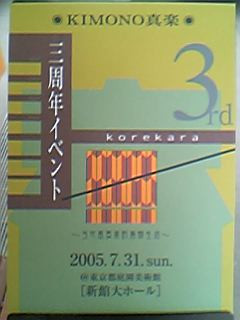 KIMONO真楽
三周年イベント
3rd
korekara
2005.7.31.sun.
@東京都庭園美術館
[新館大ホール]